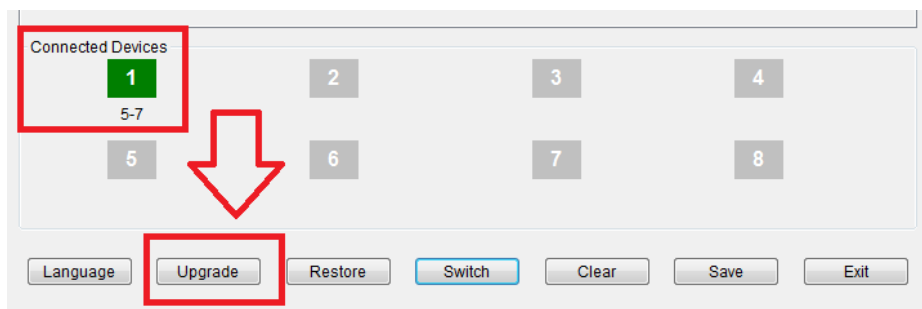 Connected Devices
1 2 3 4
5-7
5 6 7 8
Language Upgrade Restore Switch Clear Save Exit